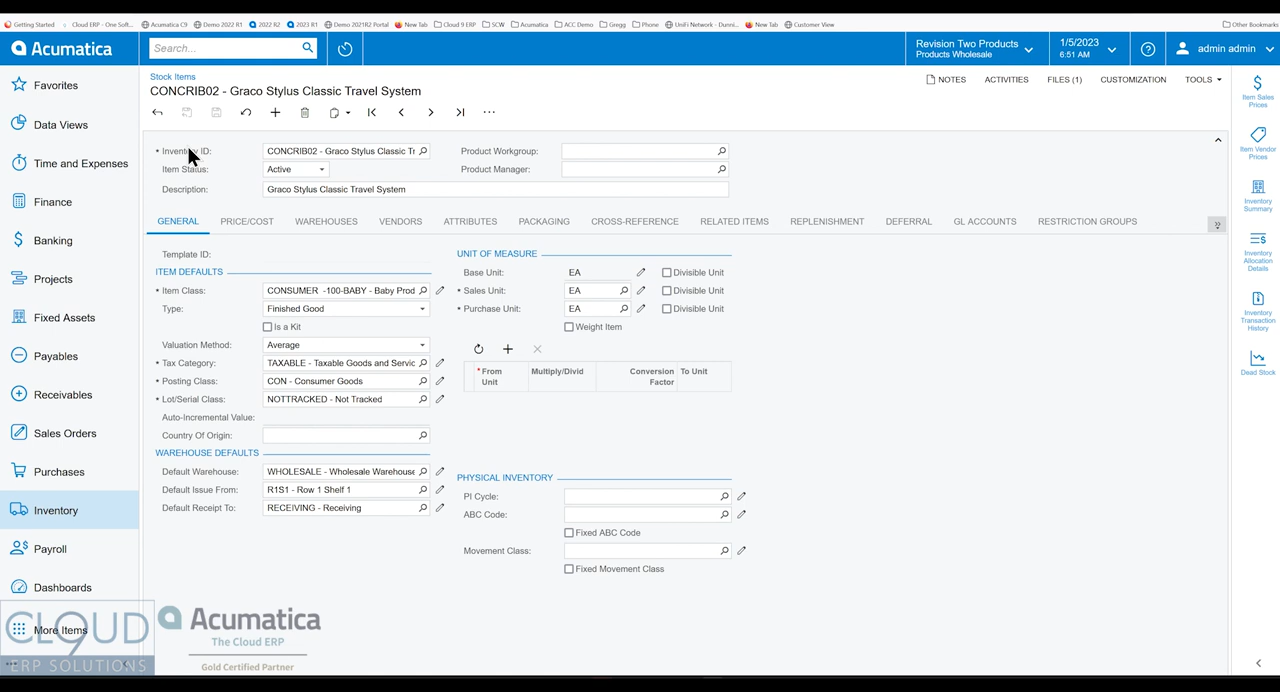 Getting Started Cloud ERP - One Soft... Acumatica C9 Demo 2022 R1 2022 R2 2023 R1 Demo 2021R2 Portal New Tab Cloud 9 ERP SCW Acumatica ACC Demo Gregg Phone UniFi Network - Dunni... New Tab Customer View Other Bookmarks
Acumatica Search... Revision Two Products Products Wholesale 1/5/2023 6:51 AM admin admin
Stock Items
CONCRIB02 - Graco Stylus Classic Travel System
NOTES ACTIVITIES FILES (1) CUSTOMIZATION TOOLS
Favorites
Data Views
Time and Expenses
Finance
Banking
Projects
Fixed Assets
Payables
Receivables
Sales Orders
Purchases
Inventory
Payroll
Dashboards
More Items
Inventory ID: CONCRIB02 - Graco Stylus Classic Tr Product Workgroup:
Item Status: Active Product Manager:
Description: Graco Stylus Classic Travel System
GENERAL PRICE/COST WAREHOUSES VENDORS ATTRIBUTES PACKAGING CROSS-REFERENCE RELATED ITEMS REPLENISHMENT DEFERRAL GL ACCOUNTS RESTRICTION GROUPS
Template ID:
ITEM DEFAULTS
Item Class: CONSUMER -100-BABY - Baby Prod
Type: Finished Good
Is a Kit
Valuation Method: Average
Tax Category: TAXABLE - Taxable Goods and Servic
Posting Class: CON - Consumer Goods
Lot/Serial Class: NOTTRACKED - Not Tracked
Auto-Incremental Value:
Country Of Origin:
WAREHOUSE DEFAULTS
Default Warehouse: WHOLESALE - Wholesale Warehouse
Default Issue From: R1S1 - Row 1 Shelf 1
Default Receipt To: RECEIVING - Receiving
UNIT OF MEASURE
Base Unit: EA Divisible Unit
Sales Unit: EA Divisible Unit
Purchase Unit: EA Divisible Unit
Weight Item
* From Unit Multiply/Divid Conversion Factor To Unit
PHYSICAL INVENTORY
PI Cycle:
ABC Code:
Fixed ABC Code
Movement Class:
Fixed Movement Class
Item Sales Prices
Item Vendor Prices
Inventory Summary
Inventory Allocation Details
Inventory Transaction History
Dead Stock
CLOUD 9
ERP SOLUTIONS
Acumatica
The Cloud ERP
Gold Certified Partner